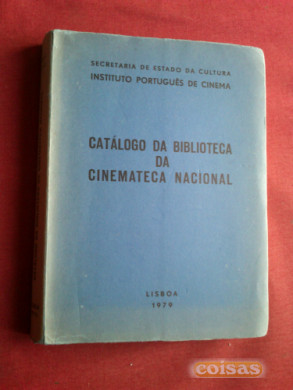 SECRETARIA DE ESTADO DA CULTURA
INSTITUTO PORTUGUÊS DE CINEMA
CATÁLOGO DA BIBLIOTECA
DA
CINEMATECA NACIONAL
LISBOA
1979
coisas